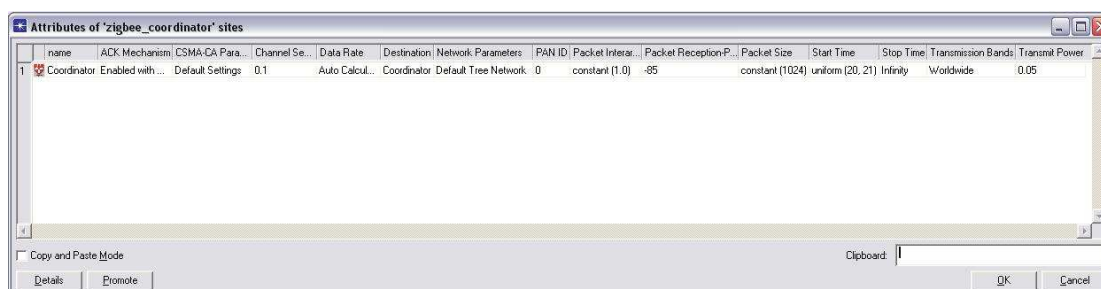 Attributes of 'zigbee_coordinator' sites
name ACK Mechanism CSMA-CA Para... Channel Se... Data Rate Destination Network Parameters PAN ID Packet Interar... Packet Reception-P... Packet Size Start Time Stop Time Transmission Bands Transmit Power
1 Coordinator Enabled with ... Default Settings 0.1 Auto Calcul... Coordinator Default Tree Network 0 constant (1.0) -85 constant (1024) uniform (20, 21) Infinity Worldwide 0.05
Copy and Paste Mode Clipboard:
Details Promote OK Cancel